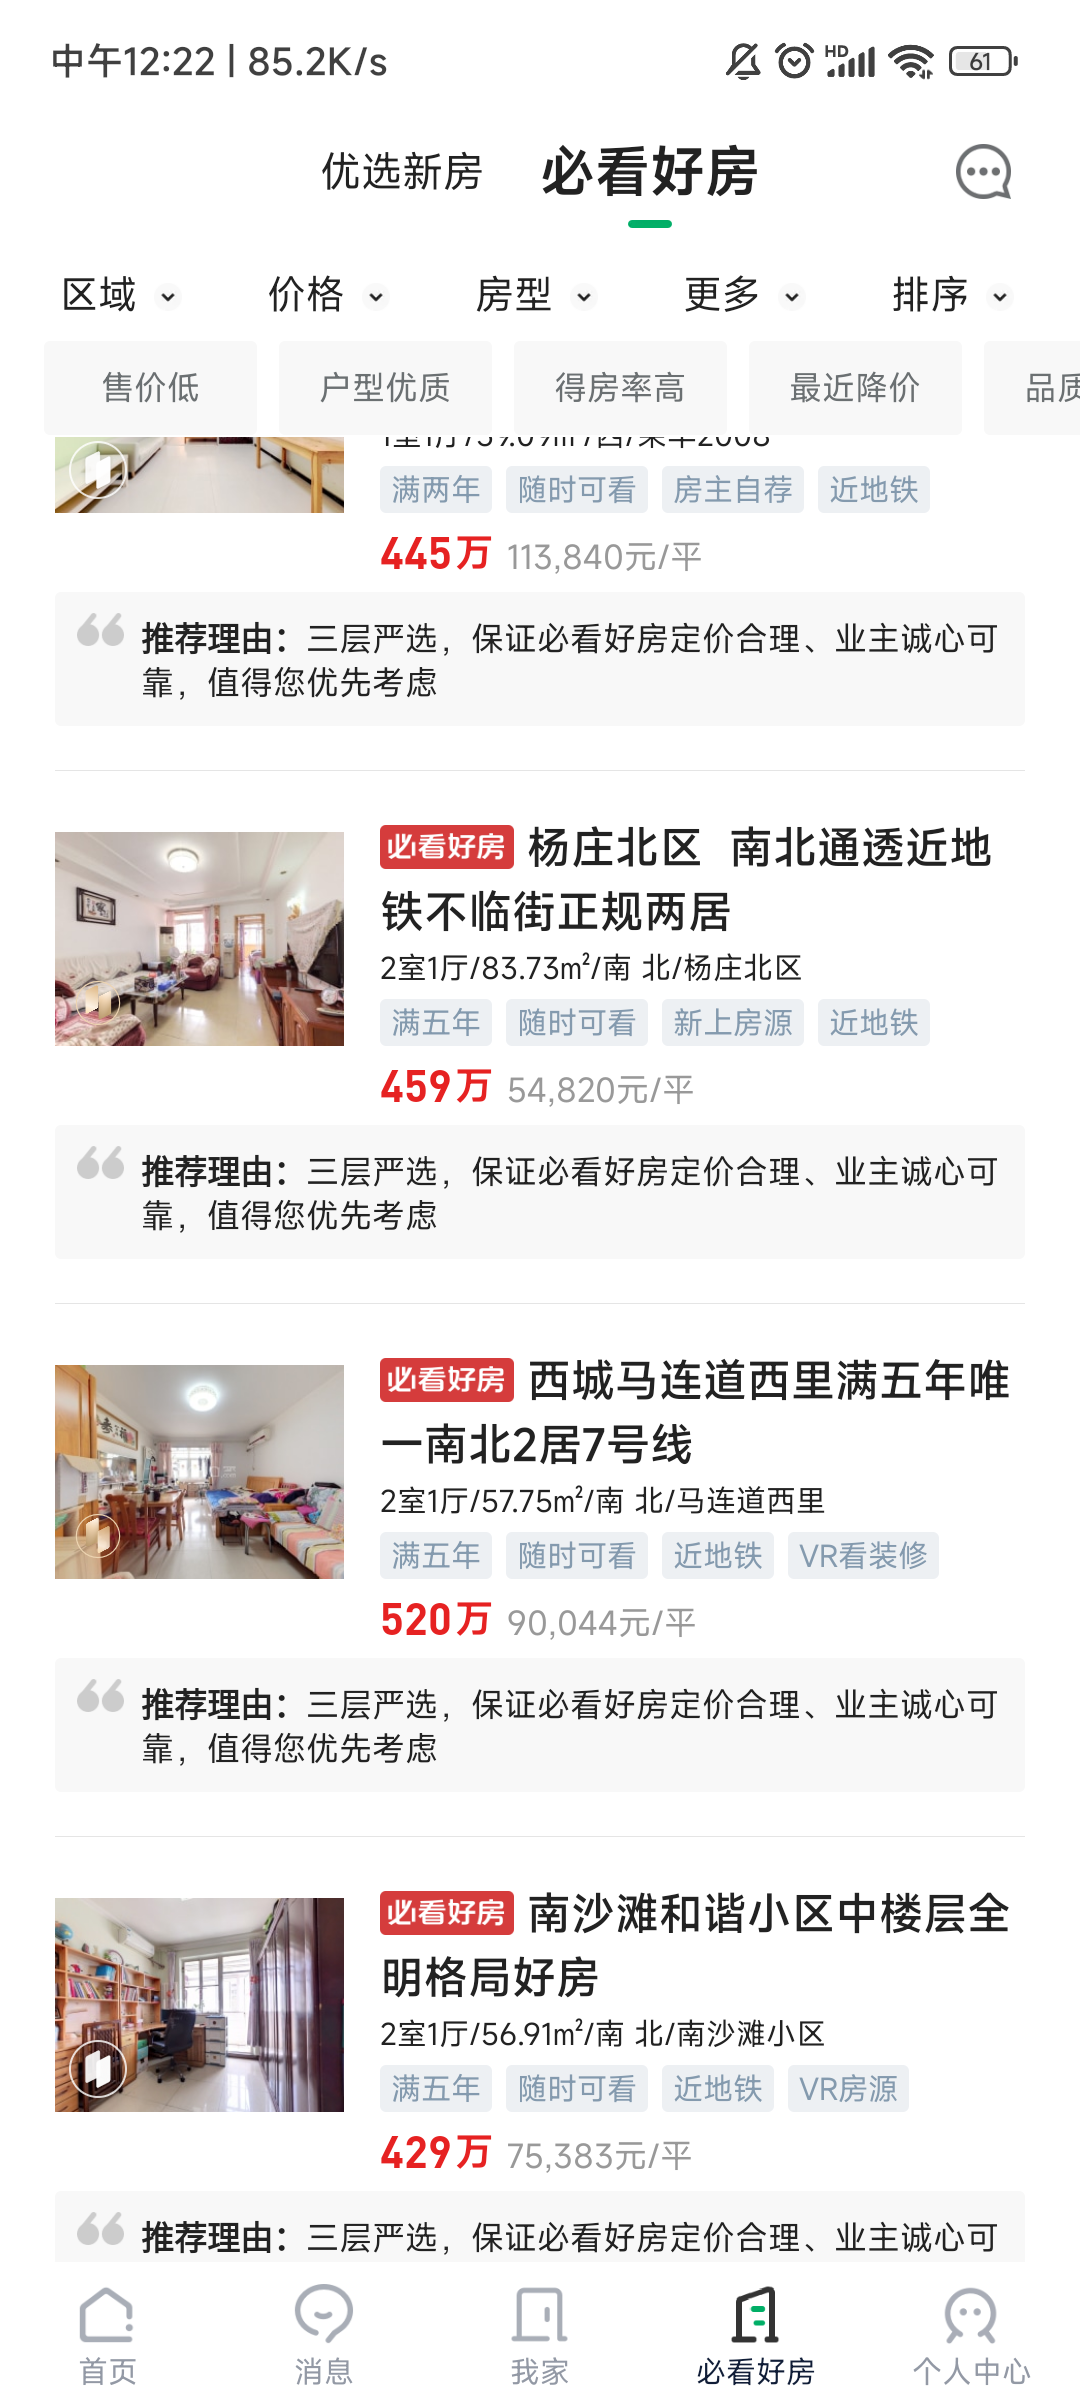 中午12:22 | 85.2K/s
HD
61
优选新房 必看好房
区域 价格 房型 更多 排序
售价低 户型优质 得房率高 最近降价 品质
满两年 随时可看 房主自荐 近地铁
445万 113,840元/平
推荐理由：三层严选，保证必看好房定价合理、业主诚心可
靠，值得您优先考虑
必看好房 杨庄北区 南北通透近地
铁不临街正规两居
2室1厅/83.73m²/南 北/杨庄北区
满五年 随时可看 新上房源 近地铁
459万 54,820元/平
推荐理由：三层严选，保证必看好房定价合理、业主诚心可
靠，值得您优先考虑
必看好房 西城马连道西里满五年唯
一南北2居7号线
2室1厅/57.75m²/南 北/马连道西里
满五年 随时可看 近地铁 VR看装修
520万 90,044元/平
推荐理由：三层严选，保证必看好房定价合理、业主诚心可
靠，值得您优先考虑
必看好房 南沙滩和谐小区中楼层全
明格局好房
2室1厅/56.91m²/南 北/南沙滩小区
满五年 随时可看 近地铁 VR房源
429万 75,383元/平
推荐理由：三层严选，保证必看好房定价合理、业主诚心可
首页 消息 我家 必看好房 个人中心